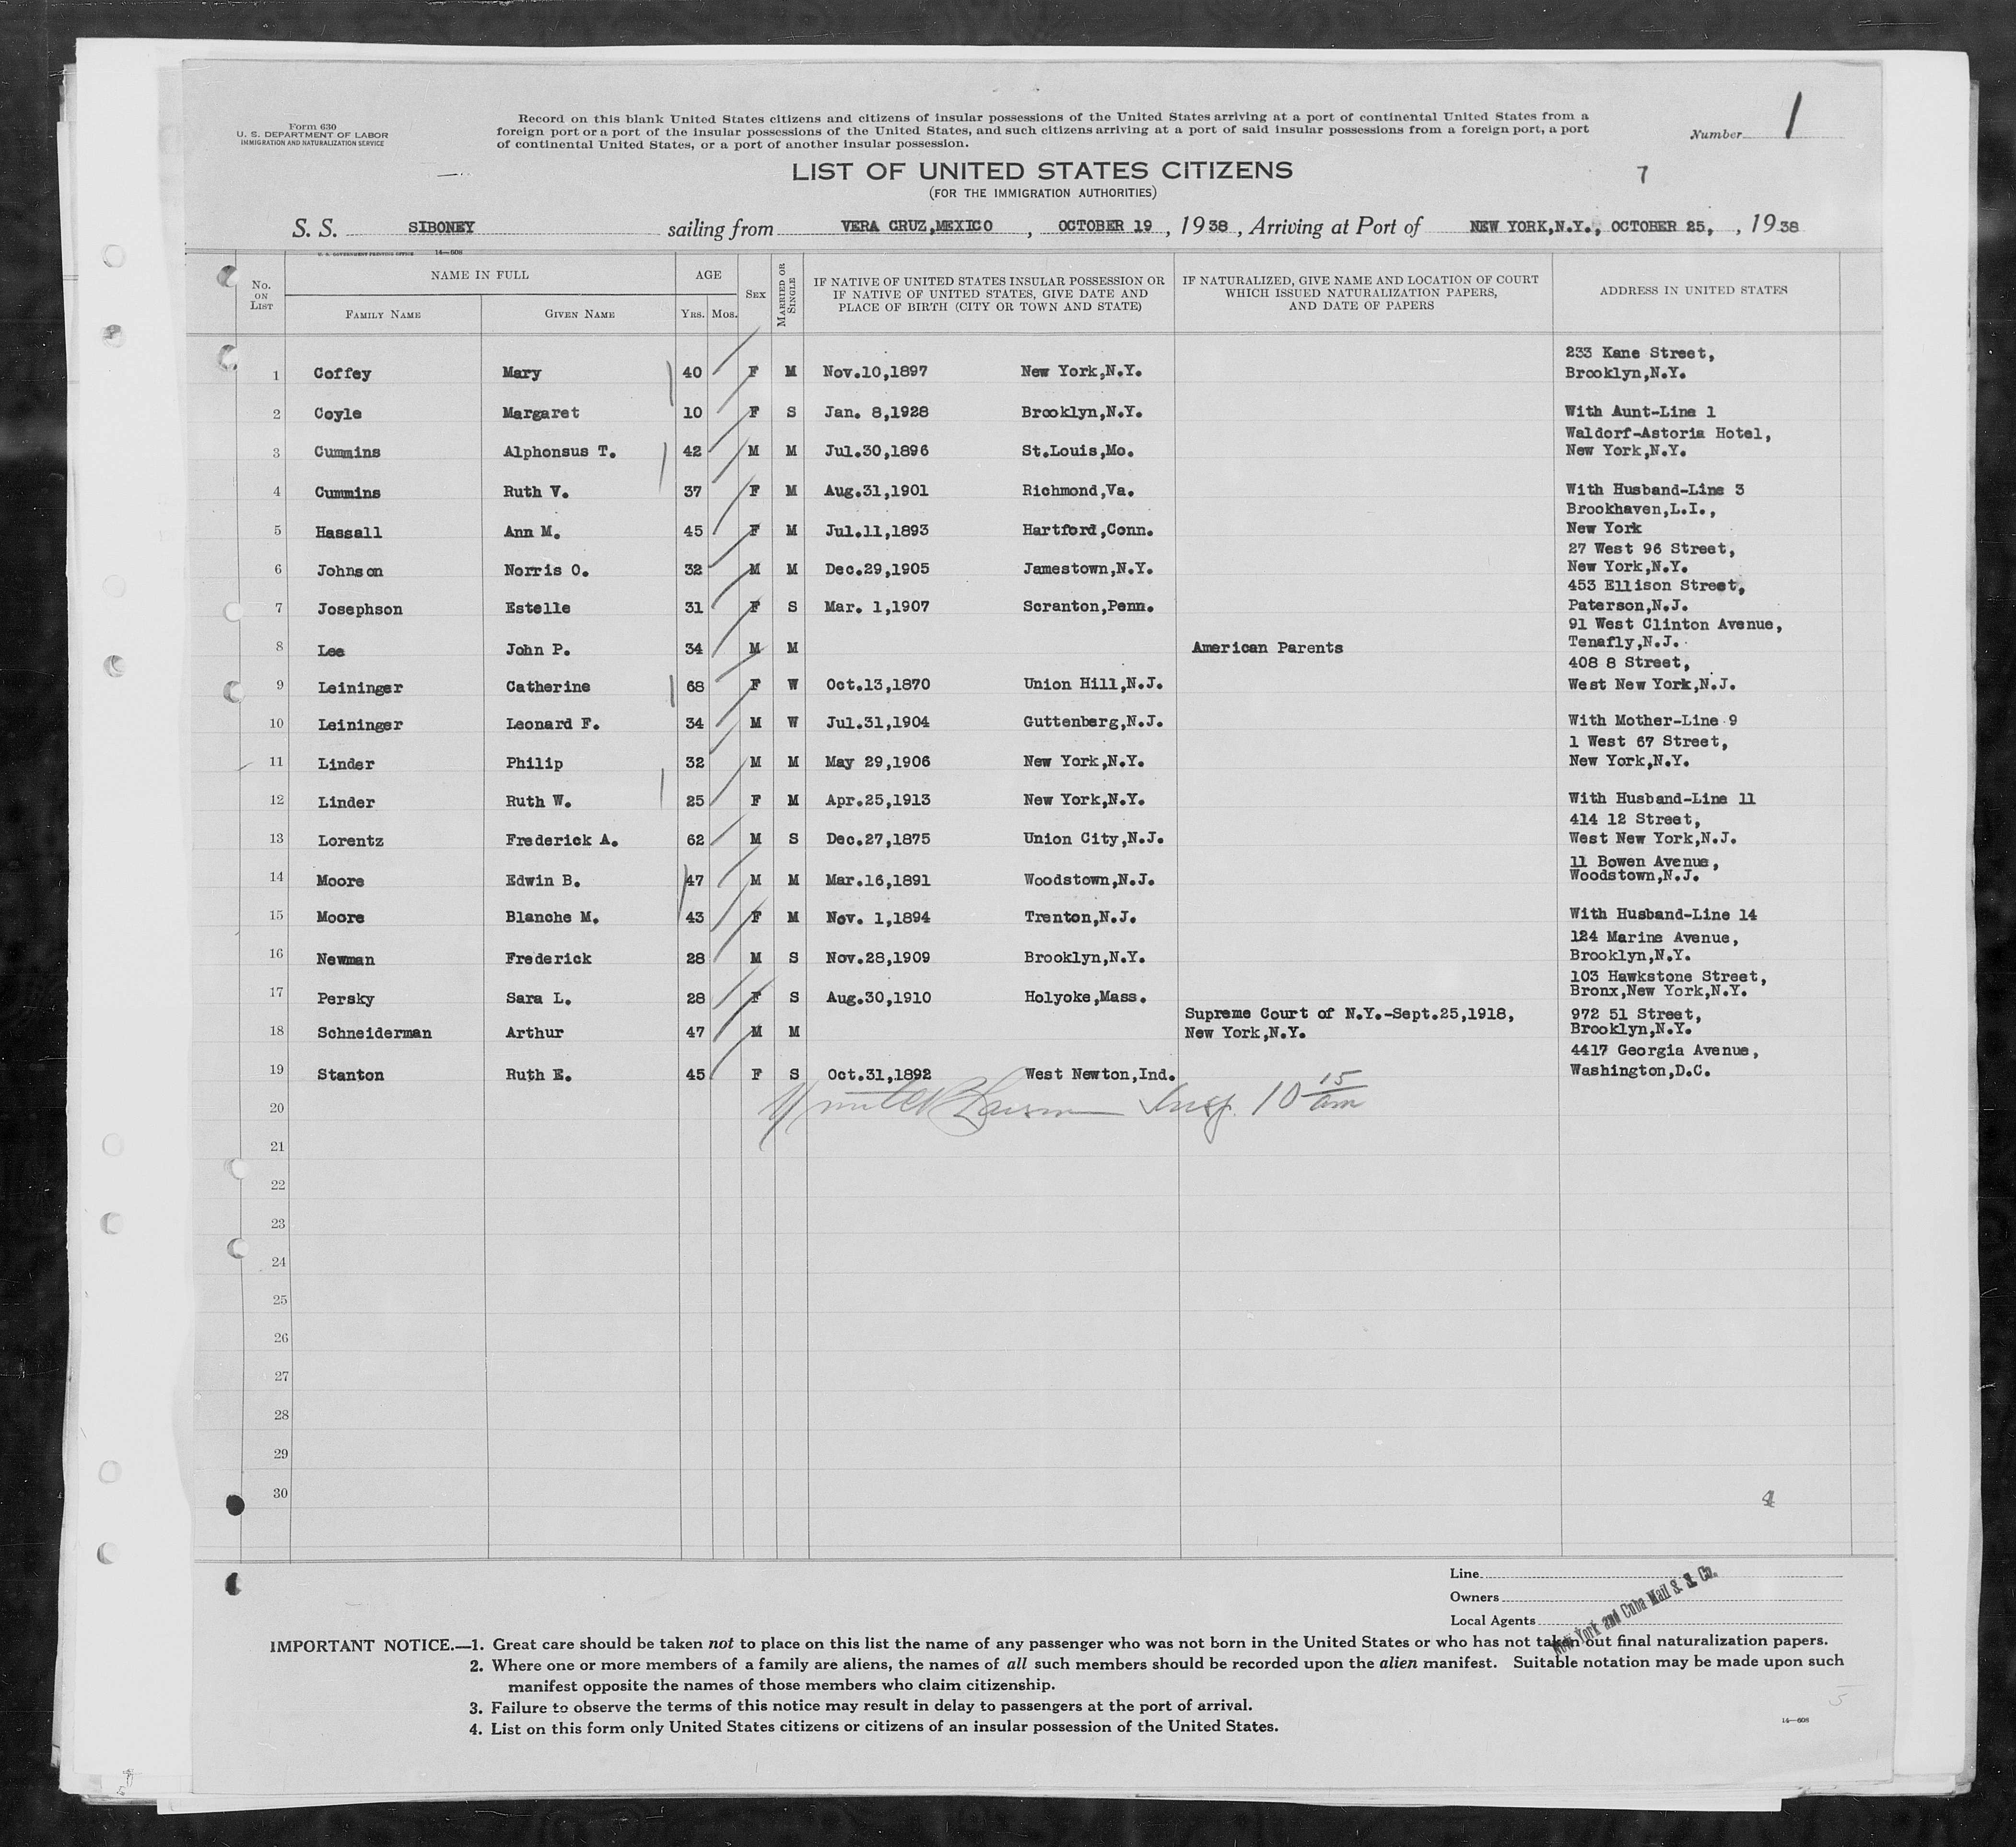 Form 630
U. S. DEPARTMENT OF LABOR
IMMIGRATION AND NATURALIZATION SERVICE
Record on this blank United States citizens and citizens of insular possessions of the United States arriving at a port of continental United States from a
foreign port or a port of the insular possessions of the United States, and such citizens arriving at a port of said insular possessions from a foreign port, a port
of continental United States, or a port of another insular possession.
Number 1
LIST OF UNITED STATES CITIZENS
(FOR THE IMMIGRATION AUTHORITIES)
7
S. S. SIBONEY sailing from VERA CRUZ,MEXICO, OCTOBER 19, 1938, Arriving at Port of NEW YORK,N.Y., OCTOBER 25, , 1938
U. S. GOVERNMENT PRINTING OFFICE 14—608
No. ON LIST
NAME IN FULL
FAMILY NAME GIVEN NAME
AGE
YRS. MOS.
SEX
MARRIED OR SINGLE
IF NATIVE OF UNITED STATES INSULAR POSSESSION OR
IF NATIVE OF UNITED STATES, GIVE DATE AND
PLACE OF BIRTH (CITY OR TOWN AND STATE)
IF NATURALIZED, GIVE NAME AND LOCATION OF COURT
WHICH ISSUED NATURALIZATION PAPERS,
AND DATE OF PAPERS
ADDRESS IN UNITED STATES
233 Kane Street,
1 Coffey Mary 40 F M Nov.10,1897 New York,N.Y. Brooklyn,N.Y.
2 Coyle Margaret 10 F S Jan. 8,1928 Brooklyn,N.Y. With Aunt-Line 1
Waldorf-Astoria Hotel,
3 Cummins Alphonsus T. 42 M M Jul.30,1896 St.Louis,Mo. New York,N.Y.
4 Cummins Ruth V. 37 F M Aug.31,1901 Richmond,Va. With Husband-Line 3
Brookhaven,L.I.,
5 Hassall Ann M. 45 F M Jul.11,1893 Hartford,Conn. New York
27 West 96 Street,
6 Johnson Norris O. 32 M M Dec.29,1905 Jamestown,N.Y. New York,N.Y.
453 Ellison Street,
7 Josephson Estelle 31 F S Mar. 1,1907 Scranton,Penn. Paterson,N.J.
91 West Clinton Avenue,
8 Lee John P. 34 M M American Parents Tenafly,N.J.
408 8 Street,
9 Leininger Catherine 68 F W Oct.13,1870 Union Hill,N.J. West New York,N.J.
10 Leininger Leonard F. 34 M W Jul.31,1904 Guttenberg,N.J. With Mother-Line 9
1 West 67 Street,
11 Linder Philip 32 M M May 29,1906 New York,N.Y. New York,N.Y.
12 Linder Ruth W. 25 F M Apr.25,1913 New York,N.Y. With Husband-Line 11
414 12 Street,
13 Lorentz Frederick A. 62 M S Dec.27,1875 Union City,N.J. West New York,N.J.
11 Bowen Avenue,
14 Moore Edwin B. 47 M M Mar.16,1891 Woodstown,N.J. Woodstown,N.J.
15 Moore Blanche M. 43 F M Nov. 1,1894 Trenton,N.J. With Husband-Line 14
124 Marine Avenue,
16 Newman Frederick 28 M S Nov.28,1909 Brooklyn,N.Y. Brooklyn,N.Y.
103 Hawkstone Street,
17 Persky Sara L. 28 F S Aug.30,1910 Holyoke,Mass. Bronx,New York,N.Y.
Supreme Court of N.Y.-Sept.25,1918, 972 51 Street,
18 Schneiderman Arthur 47 M M New York,N.Y. Brooklyn,N.Y.
4417 Georgia Avenue,
19 Stanton Ruth E. 45 F S Oct.31,1892 West Newton,Ind. Washington,D.C.
20 Insp. 10 15 am
21
22
23
24
25
26
27
28
29
30
Line
Owners
Local Agents
New York and Cuba Mail S. S. Co.
IMPORTANT NOTICE.—1. Great care should be taken not to place on this list the name of any passenger who was not born in the United States or who has not taken out final naturalization papers.
2. Where one or more members of a family are aliens, the names of all such members should be recorded upon the alien manifest. Suitable notation may be made upon such
manifest opposite the names of those members who claim citizenship.
3. Failure to observe the terms of this notice may result in delay to passengers at the port of arrival.
4. List on this form only United States citizens or citizens of an insular possession of the United States.
14—608